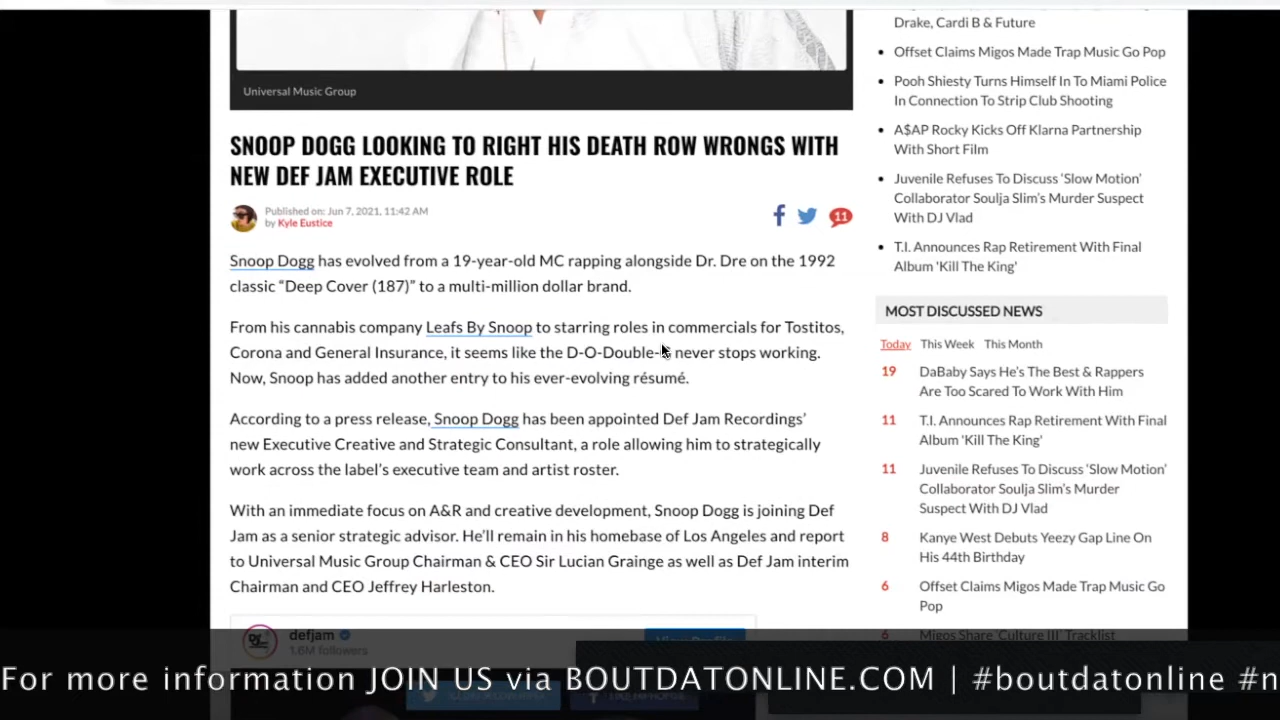 Universal Music Group
SNOOP DOGG LOOKING TO RIGHT HIS DEATH ROW WRONGS WITH
NEW DEF JAM EXECUTIVE ROLE
Published on: Jun 7, 2021, 11:42 AM
by Kyle Eustice
11
Snoop Dogg has evolved from a 19-year-old MC rapping alongside Dr. Dre on the 1992
classic “Deep Cover (187)” to a multi-million dollar brand.
From his cannabis company Leafs By Snoop to starring roles in commercials for Tostitos,
Corona and General Insurance, it seems like the D-O-Double-G never stops working.
Now, Snoop has added another entry to his ever-evolving résumé.
According to a press release, Snoop Dogg has been appointed Def Jam Recordings’
new Executive Creative and Strategic Consultant, a role allowing him to strategically
work across the label’s executive team and artist roster.
With an immediate focus on A&R and creative development, Snoop Dogg is joining Def
Jam as a senior strategic advisor. He’ll remain in his homebase of Los Angeles and report
to Universal Music Group Chairman & CEO Sir Lucian Grainge as well as Def Jam interim
Chairman and CEO Jeffrey Harleston.
defjam
1.6M followers
View Profile
Drake, Cardi B & Future
Offset Claims Migos Made Trap Music Go Pop
Pooh Shiesty Turns Himself In To Miami Police
In Connection To Strip Club Shooting
A$AP Rocky Kicks Off Klarna Partnership
With Short Film
Juvenile Refuses To Discuss ‘Slow Motion’
Collaborator Soulja Slim’s Murder Suspect
With DJ Vlad
T.I. Announces Rap Retirement With Final
Album 'Kill The King'
MOST DISCUSSED NEWS
Today This Week This Month
19 DaBaby Says He’s The Best & Rappers
Are Too Scared To Work With Him
11 T.I. Announces Rap Retirement With Final
Album 'Kill The King'
11 Juvenile Refuses To Discuss ‘Slow Motion’
Collaborator Soulja Slim’s Murder
Suspect With DJ Vlad
8 Kanye West Debuts Yeezy Gap Line On
His 44th Birthday
6 Offset Claims Migos Made Trap Music Go
Pop
6 Migos Share ‘Culture III’ Tracklist
For more information JOIN US via BOUTDATONLINE.COM | #boutdatonline #n